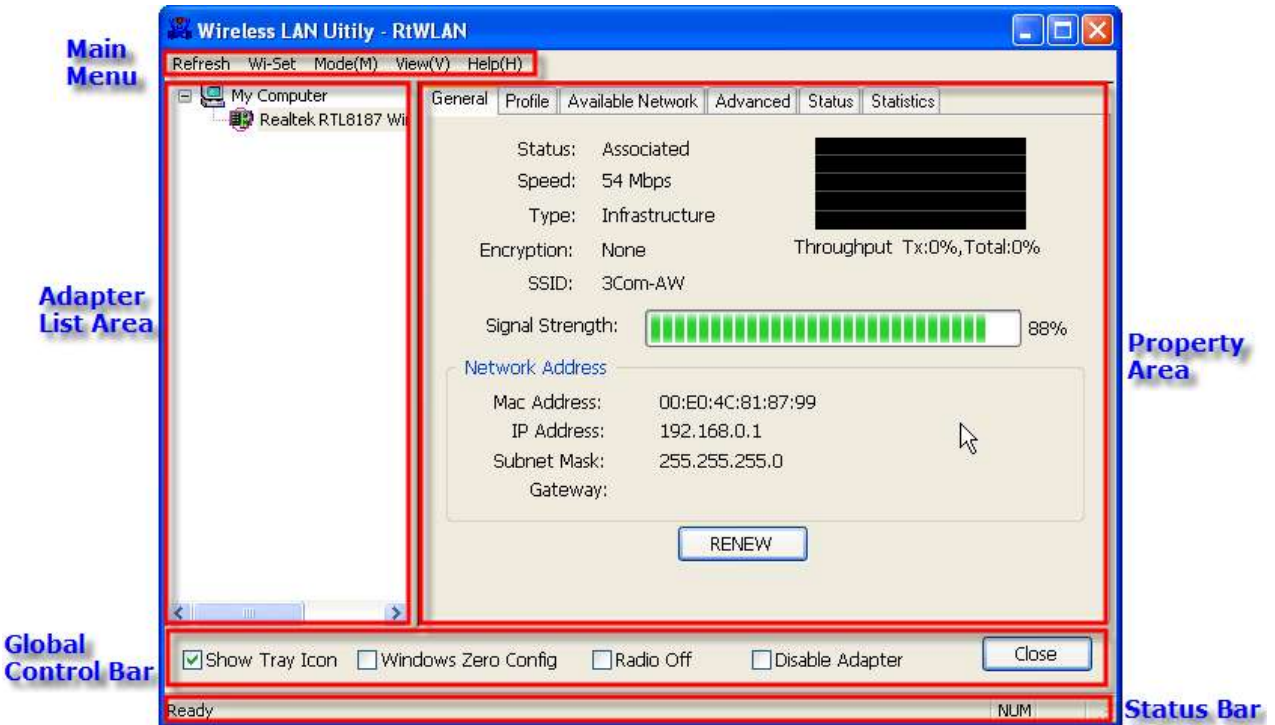 Wireless LAN Uitily - RtWLAN
Main
Menu
Refresh Wi-Set Mode(M) View(V) Help(H)
My Computer
Realtek RTL8187
General Profile Available Network Advanced Status Statistics
Status: Associated
Speed: 54 Mbps
Type: Infrastructure
Encryption: None
Throughput Tx:0%,Total:0%
SSID: 3Com-AW
Adapter
List Area
Signal Strength: 88%
Property
Area
Network Address
Mac Address: 00:E0:4C:81:87:99
IP Address: 192.168.0.1
Subnet Mask: 255.255.255.0
Gateway:
RENEW
Global
Control Bar
Show Tray Icon Windows Zero Config Radio Off Disable Adapter Close
Ready NUM
Status Bar